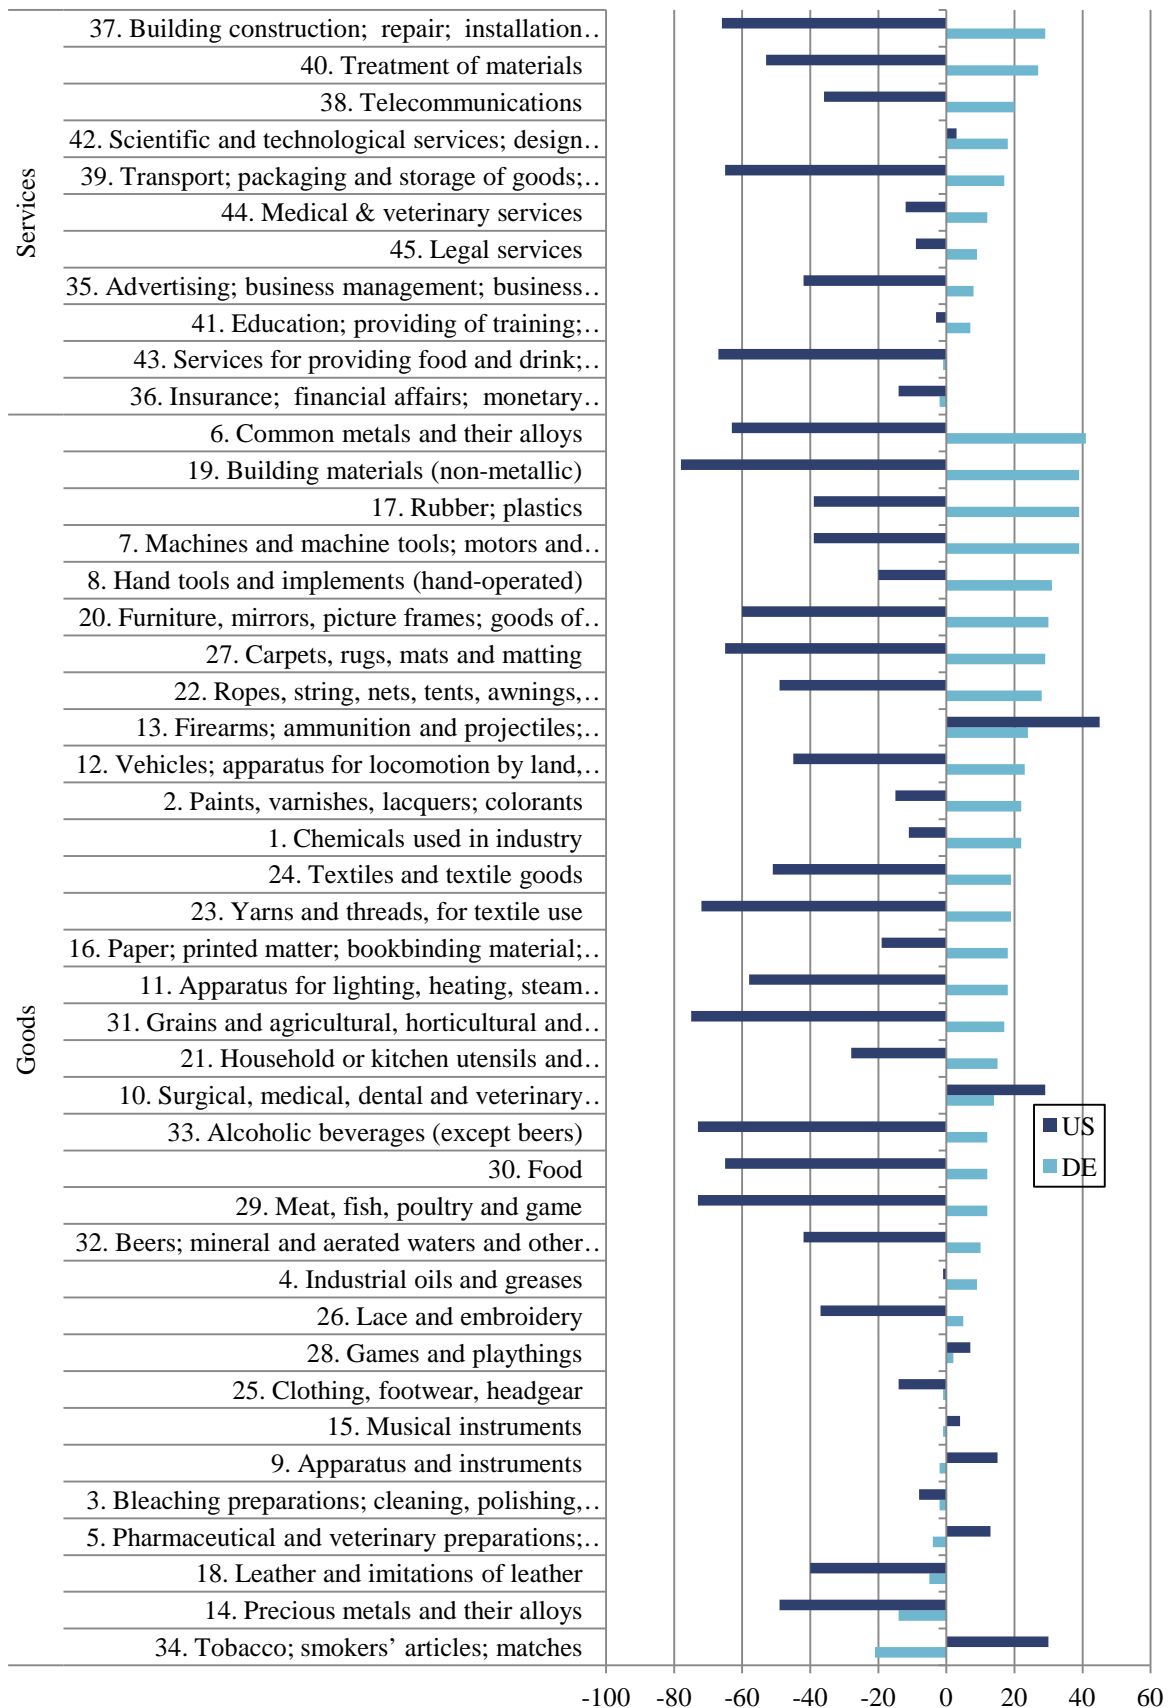 37. Building construction; repair; installation..
40. Treatment of materials
38. Telecommunications
42. Scientific and technological services; design..
39. Transport; packaging and storage of goods;..
44. Medical & veterinary services
45. Legal services
35. Advertising; business management; business..
41. Education; providing of training;..
43. Services for providing food and drink;..
36. Insurance; financial affairs; monetary..
Services
6. Common metals and their alloys
19. Building materials (non-metallic)
17. Rubber; plastics
7. Machines and machine tools; motors and..
8. Hand tools and implements (hand-operated)
20. Furniture, mirrors, picture frames; goods of..
27. Carpets, rugs, mats and matting
22. Ropes, string, nets, tents, awnings,..
13. Firearms; ammunition and projectiles;..
12. Vehicles; apparatus for locomotion by land,..
2. Paints, varnishes, lacquers; colorants
1. Chemicals used in industry
24. Textiles and textile goods
23. Yarns and threads, for textile use
16. Paper; printed matter; bookbinding material;..
11. Apparatus for lighting, heating, steam..
31. Grains and agricultural, horticultural and..
21. Household or kitchen utensils and..
10. Surgical, medical, dental and veterinary..
33. Alcoholic beverages (except beers)
30. Food
29. Meat, fish, poultry and game
32. Beers; mineral and aerated waters and other..
4. Industrial oils and greases
26. Lace and embroidery
28. Games and playthings
25. Clothing, footwear, headgear
15. Musical instruments
9. Apparatus and instruments
3. Bleaching preparations; cleaning, polishing,..
5. Pharmaceutical and veterinary preparations;..
18. Leather and imitations of leather
14. Precious metals and their alloys
34. Tobacco; smokers’ articles; matches
Goods
US
DE
-100 -80 -60 -40 -20 0 20 40 60